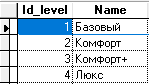 Id_level Name
1 Базовый
2 Комфорт
3 Комфорт+
4 Люкс